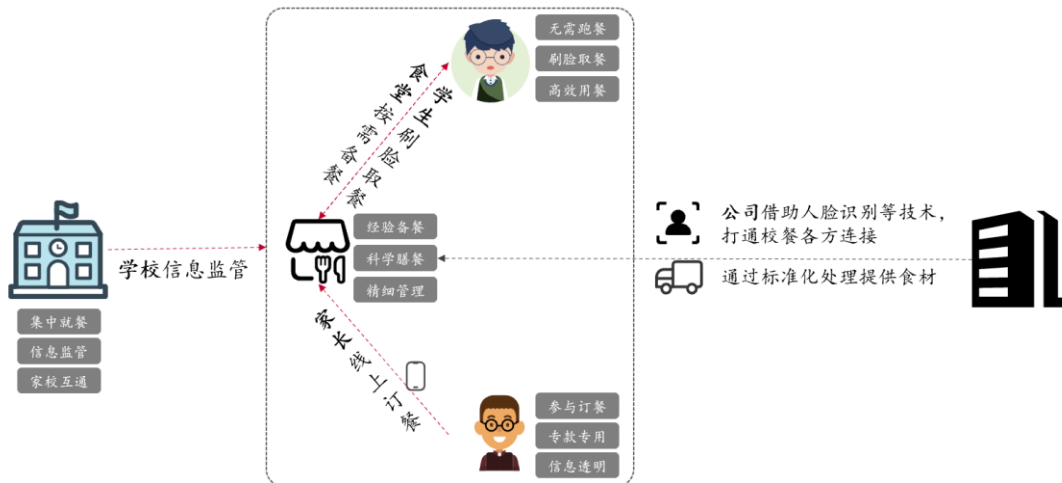 无需跑餐
刷脸取餐
高效用餐
学生刷脸取餐
食堂按需备餐
经验备餐
科学膳餐
精细管理
学校信息监管
集中就餐
信息监管
家校互通
公司借助人脸识别等技术，
打通校餐各方连接
通过标准化处理提供食材
家长线上订餐
参与订餐
专款专用
信息透明